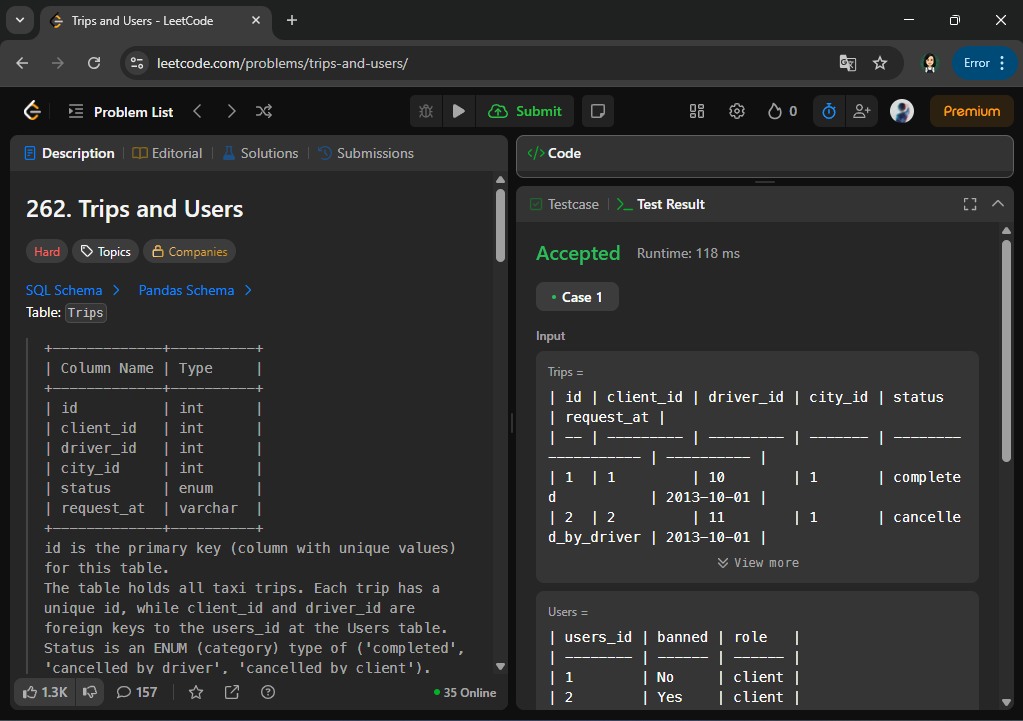 Trips and Users - LeetCode
leetcode.com/problems/trips-and-users/
Error
Problem List
Submit
0
Premium
Description
Editorial
Solutions
Submissions
262. Trips and Users
Hard
Topics
Companies
SQL Schema
Pandas Schema
Table: Trips
+-------------+----------+
| Column Name | Type     |
+-------------+----------+
| id          | int      |
| client_id   | int      |
| driver_id   | int      |
| city_id     | int      |
| status      | enum     |
| request_at  | varchar  |
+-------------+----------+
id is the primary key (column with unique values)
for this table.
The table holds all taxi trips. Each trip has a
unique id, while client_id and driver_id are
foreign keys to the users_id at the Users table.
Status is an ENUM (category) type of ('completed',
'cancelled_by_driver', 'cancelled_by_client').
1.3K
157
35 Online
</> Code
Testcase
Test Result
Accepted
Runtime: 118 ms
• Case 1
Input
Trips =
| id | client_id | driver_id | city_id | status
| request_at |
| -- | --------- | --------- | ------- | --------
----------- | ---------- |
| 1  | 1         | 10        | 1       | complete
d           | 2013-10-01 |
| 2  | 2         | 11        | 1       | cancelle
d_by_driver | 2013-10-01 |
View more
Users =
| users_id | banned | role   |
| -------- | ------ | ------ |
| 1        | No     | client |
| 2        | Yes    | client |